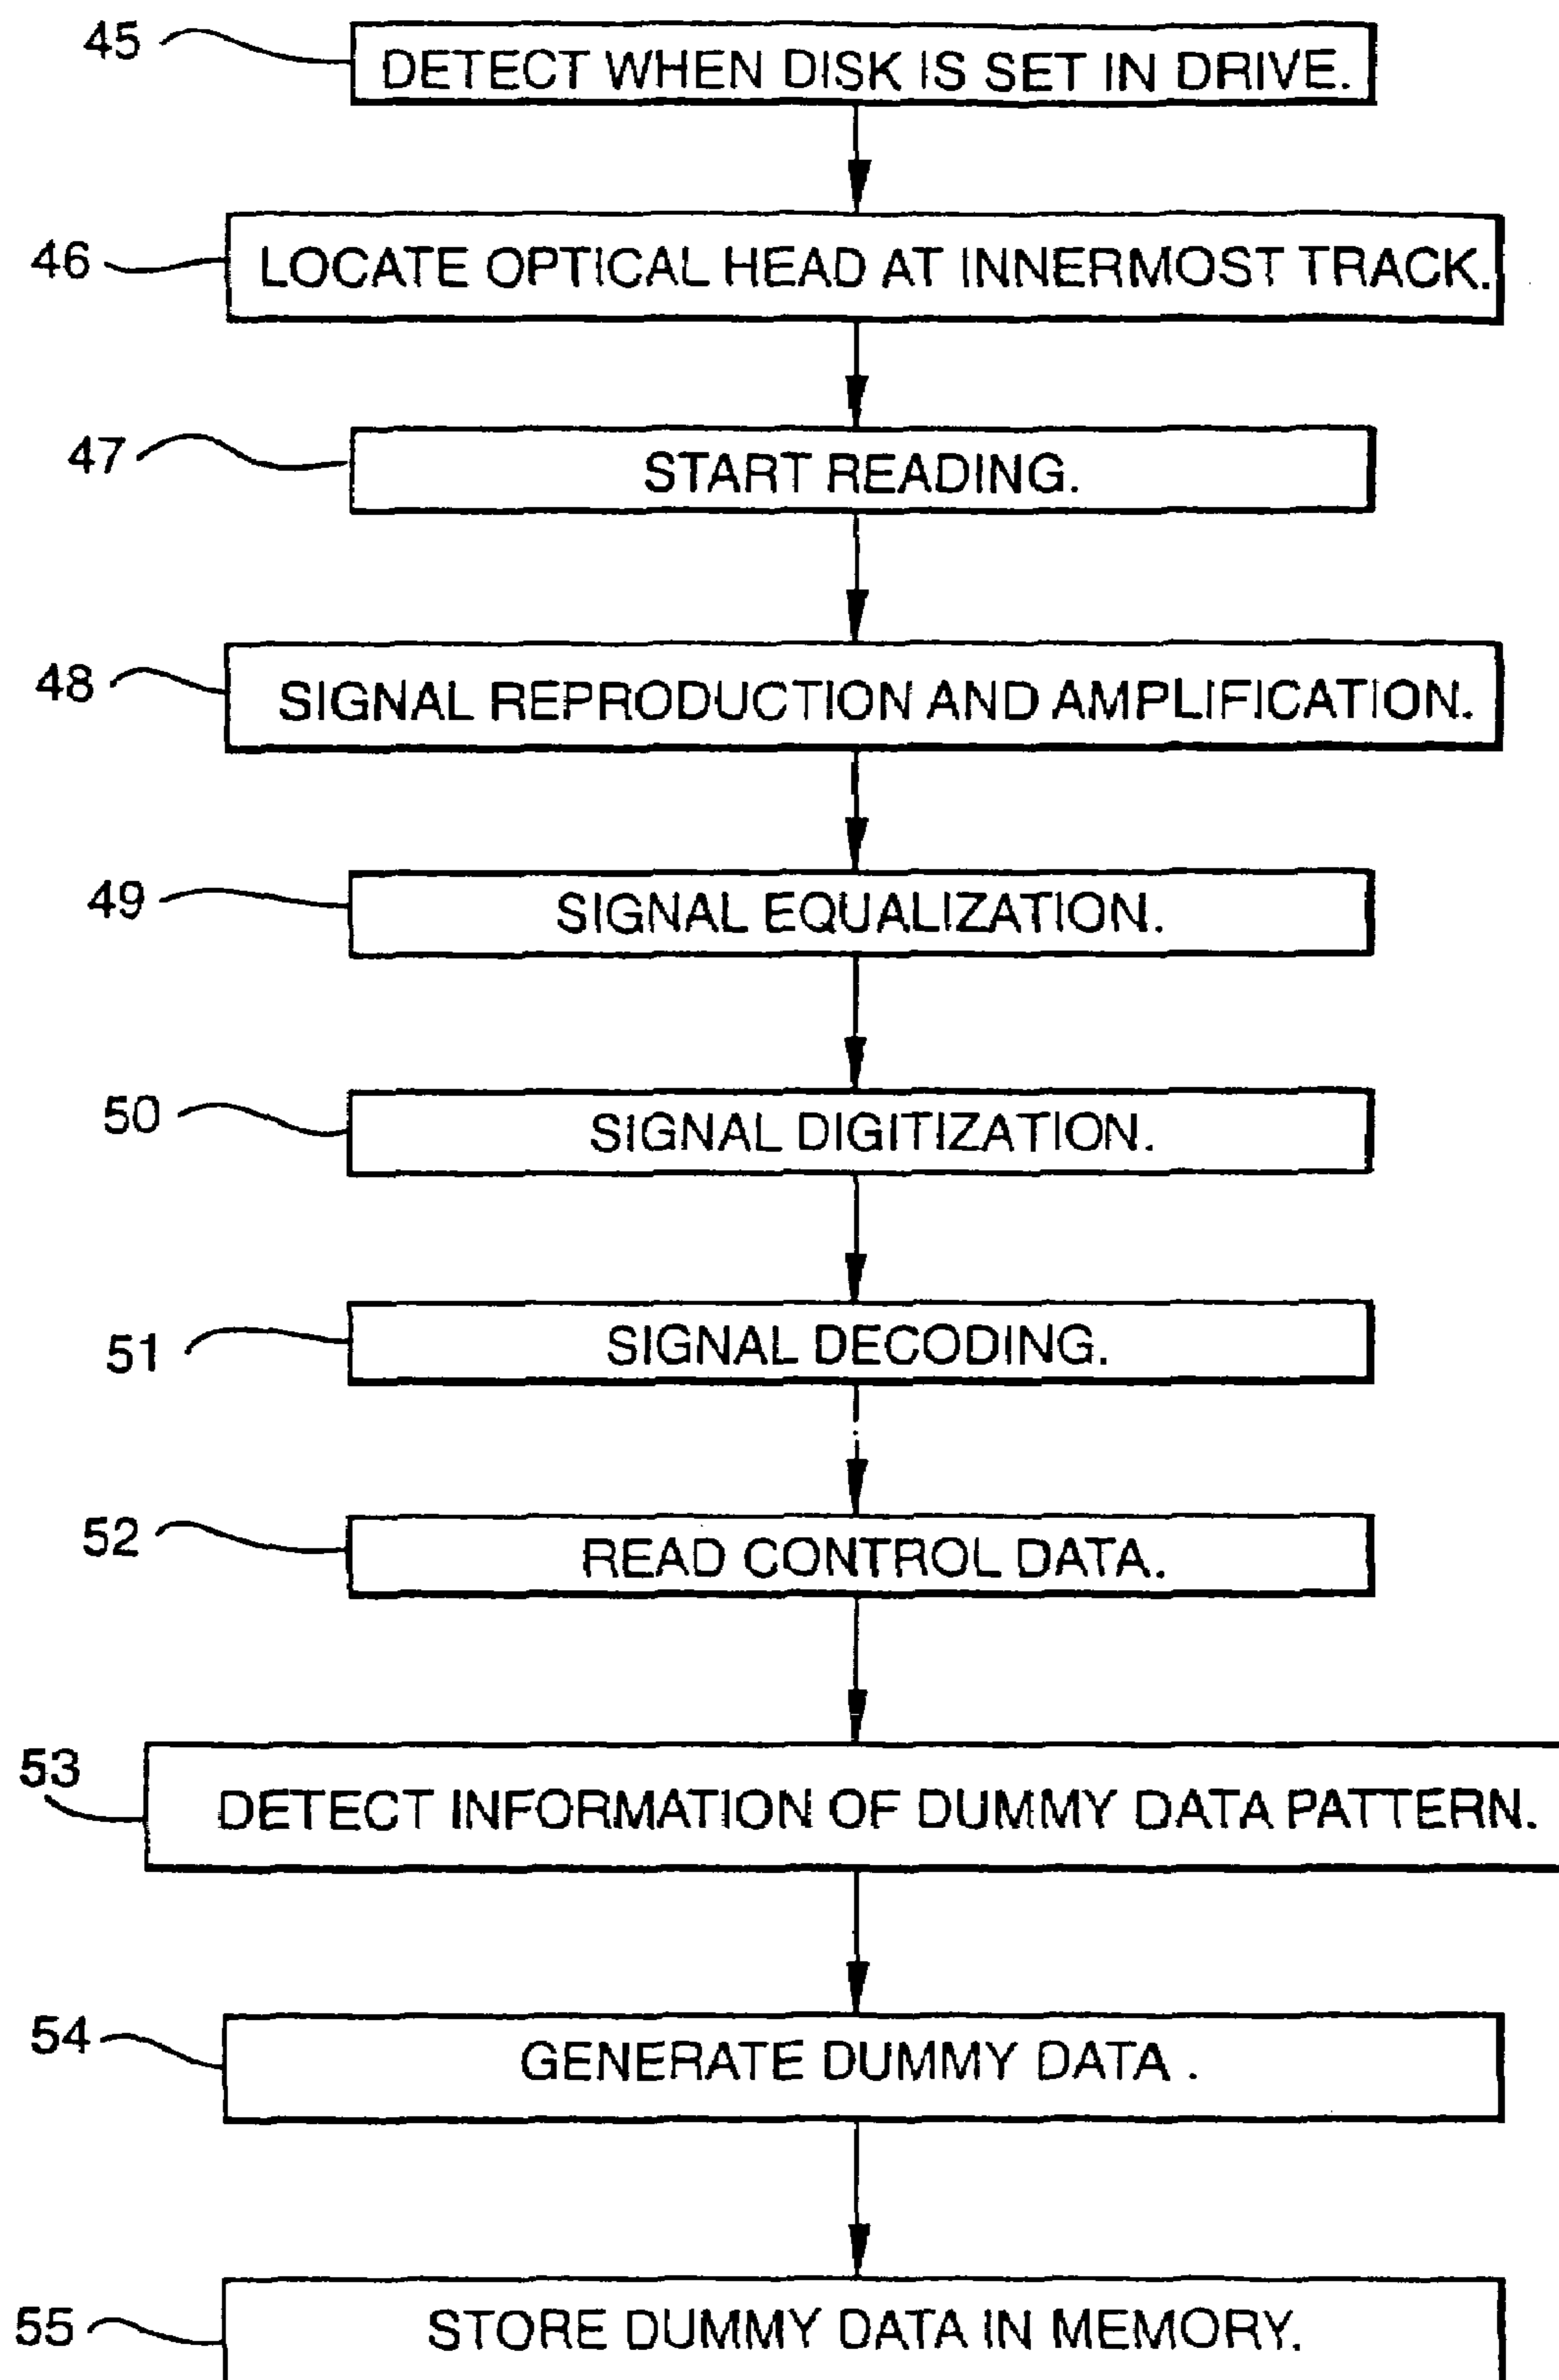 45 DETECT WHEN DISK IS SET IN DRIVE.
46 LOCATE OPTICAL HEAD AT INNERMOST TRACK.
47 START READING.
48 SIGNAL REPRODUCTION AND AMPLIFICATION.
49 SIGNAL EQUALIZATION.
50 SIGNAL DIGITIZATION.
51 SIGNAL DECODING.
52 READ CONTROL DATA.
53 DETECT INFORMATION OF DUMMY DATA PATTERN.
54 GENERATE DUMMY DATA .
55 STORE DUMMY DATA IN MEMORY.